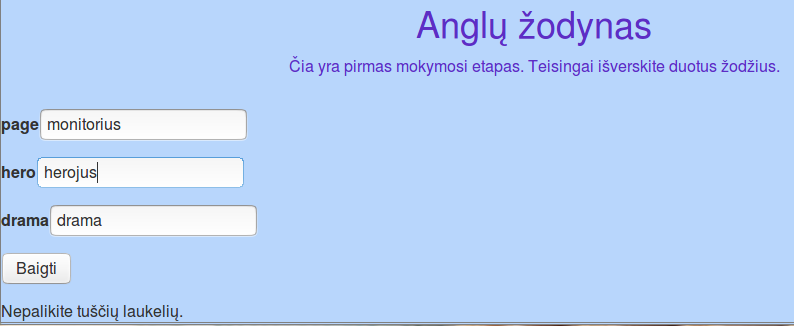 Anglų žodynas
Čia yra pirmas mokymosi etapas. Teisingai išverskite duotus žodžius.
page monitorius
hero herojus
drama drama
Baigti
Nepalikite tuščių laukelių.